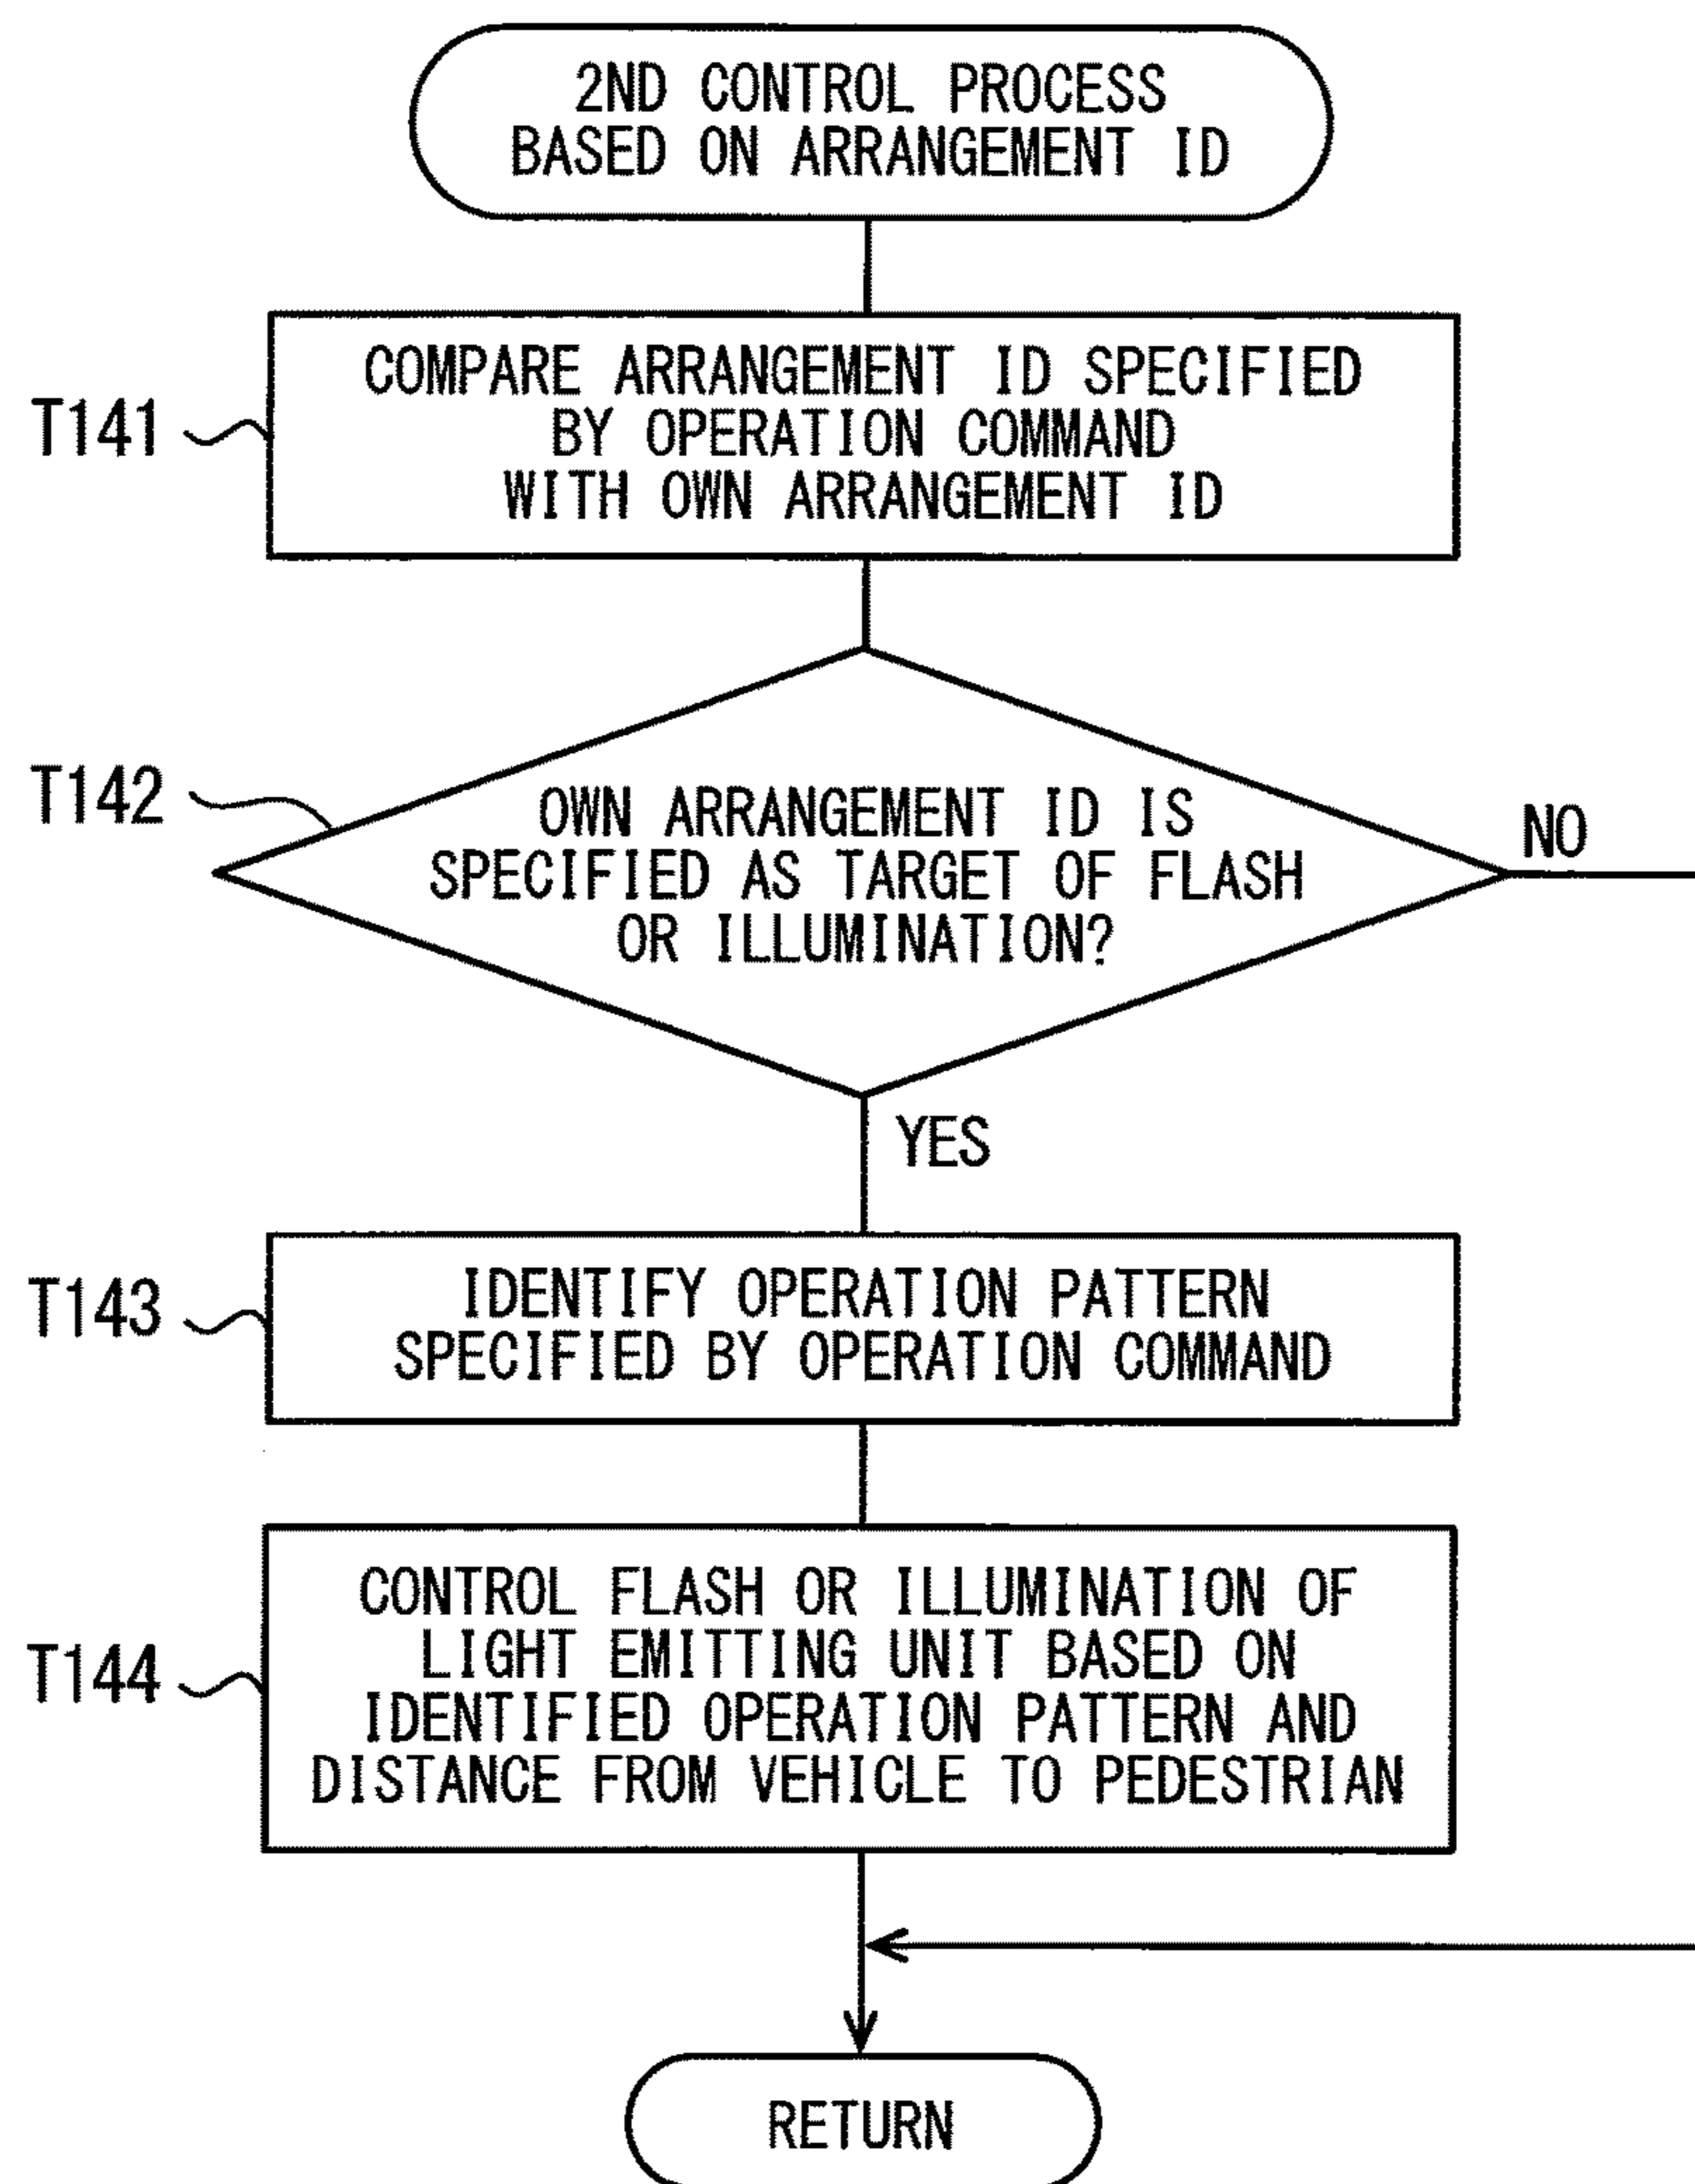 2ND CONTROL PROCESS
BASED ON ARRANGEMENT ID
T141
COMPARE ARRANGEMENT ID SPECIFIED
BY OPERATION COMMAND
WITH OWN ARRANGEMENT ID
T142
OWN ARRANGEMENT ID IS
SPECIFIED AS TARGET OF FLASH
OR ILLUMINATION?
NO
YES
T143
IDENTIFY OPERATION PATTERN
SPECIFIED BY OPERATION COMMAND
T144
CONTROL FLASH OR ILLUMINATION OF
LIGHT EMITTING UNIT BASED ON
IDENTIFIED OPERATION PATTERN AND
DISTANCE FROM VEHICLE TO PEDESTRIAN
RETURN